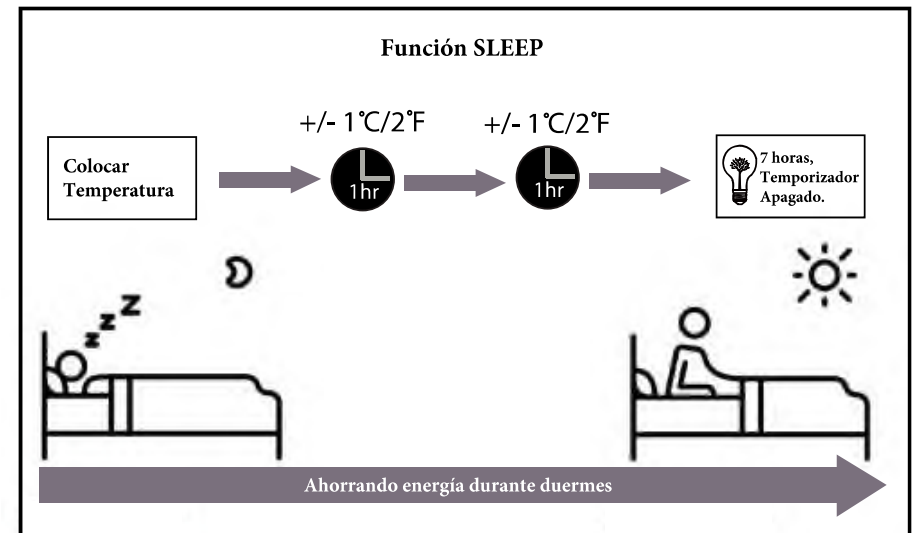 Función SLEEP
+/- 1°C/2°F
+/- 1°C/2°F
Colocar
Temperatura
1hr
1hr
7 horas,
Temporizador
Apagado.
z z Z
Ahorrando energía durante duermes